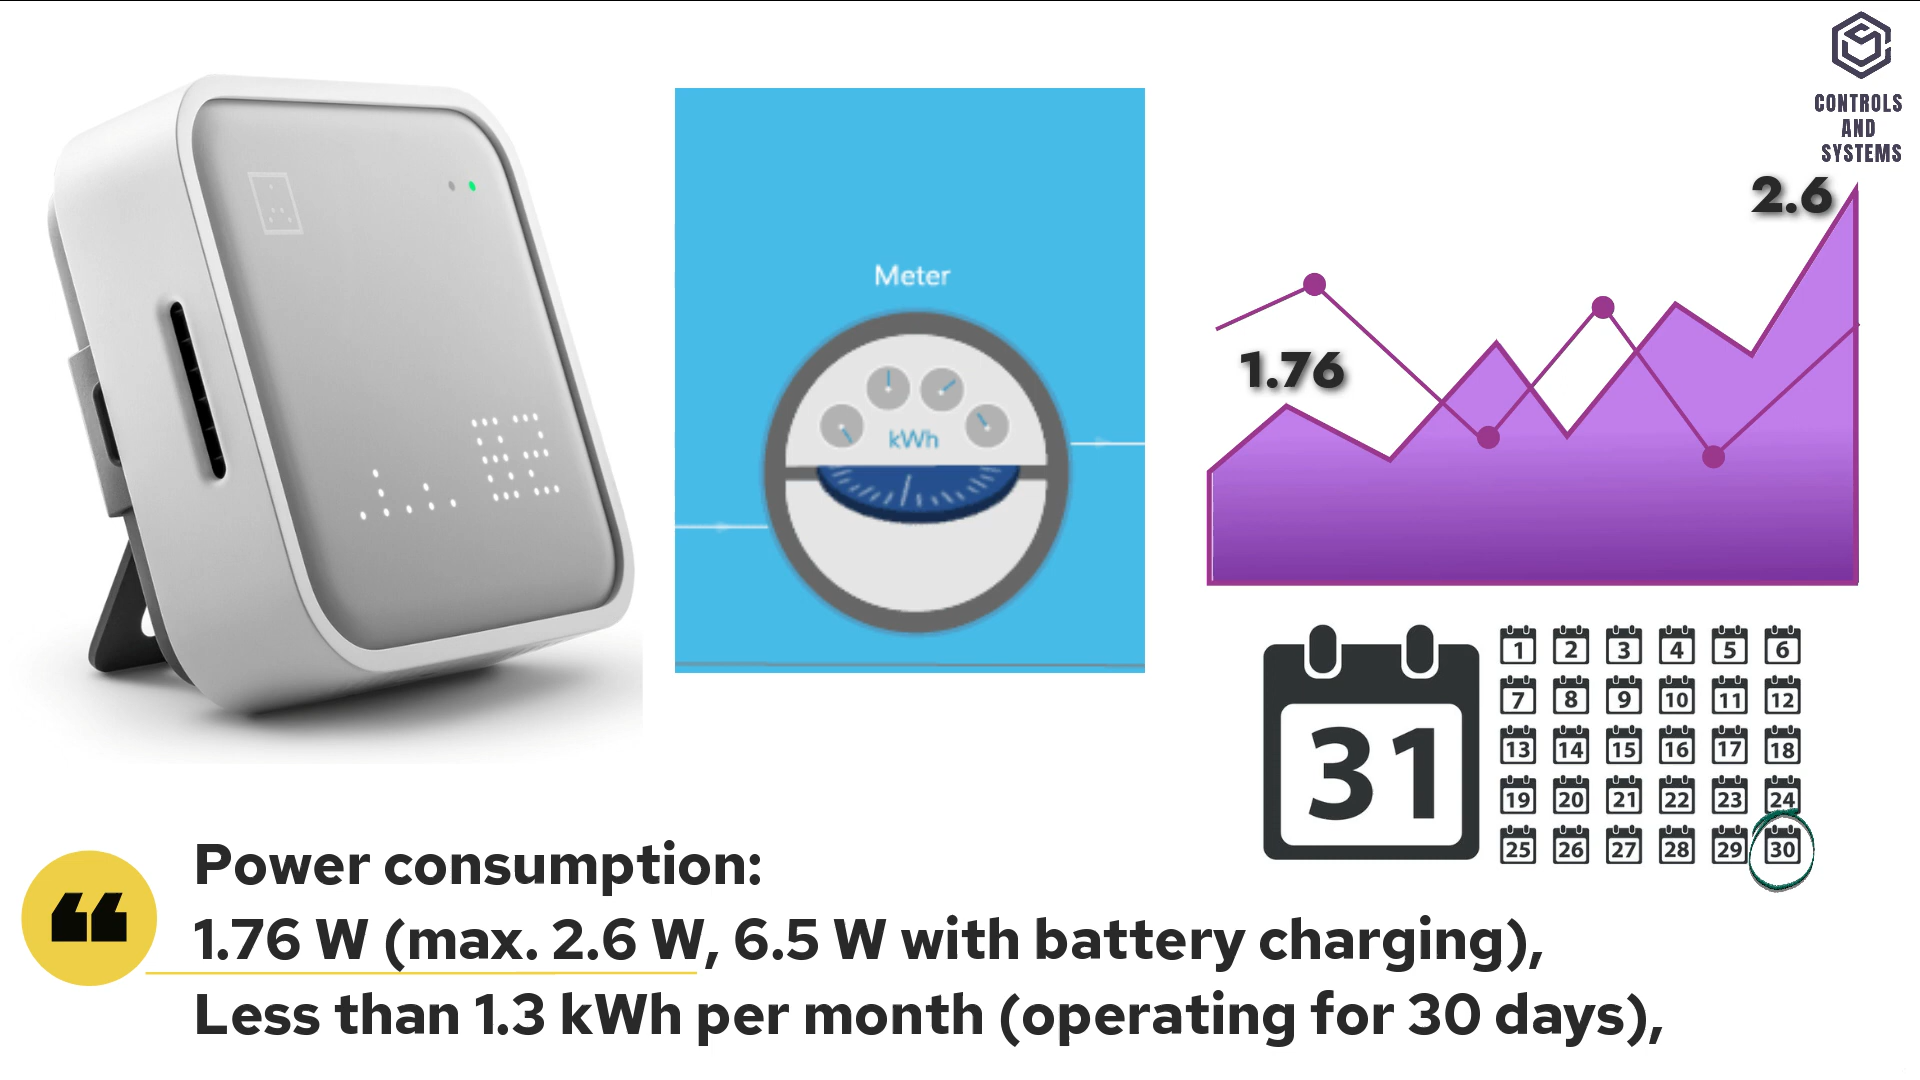 CONTROLS
AND
SYSTEMS
Meter
kWh
2.6
1.76
31
1 2 3 4 5 6
7 8 9 10 11 12
13 14 15 16 17 18
19 20 21 22 23 24
25 26 27 28 29 30
“
Power consumption:
1.76 W (max. 2.6 W, 6.5 W with battery charging),
Less than 1.3 kWh per month (operating for 30 days),